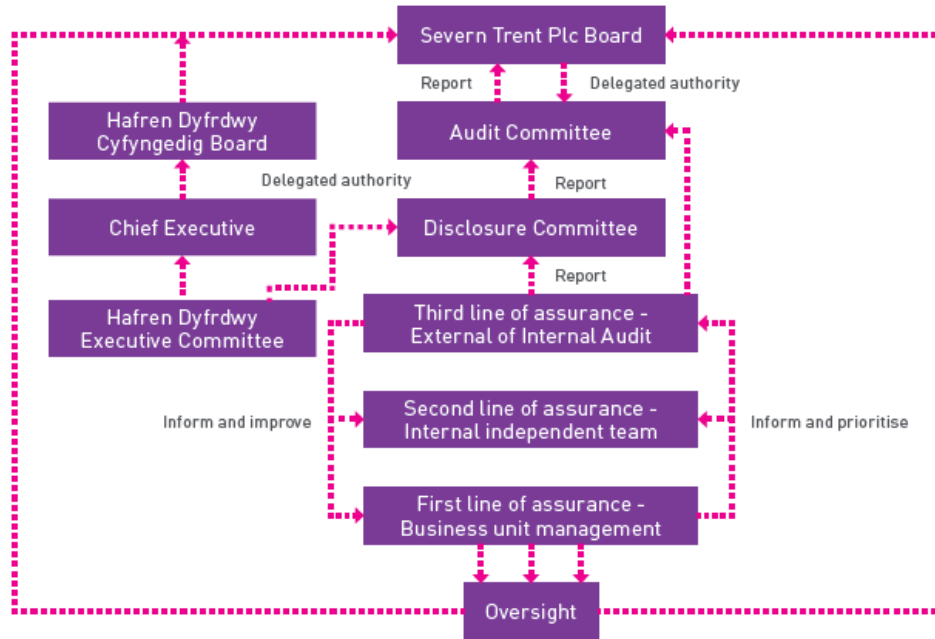 Severn Trent Plc Board
Report
Delegated authority
Hafren Dyfrdwy
Cyfyngedig Board
Audit Committee
Delegated authority
Report
Chief Executive
Disclosure Committee
Report
Hafren Dyfrdwy
Executive Committee
Third line of assurance -
External of Internal Audit
Inform and improve
Second line of assurance -
Internal independent team
Inform and prioritise
First line of assurance -
Business unit management
Oversight